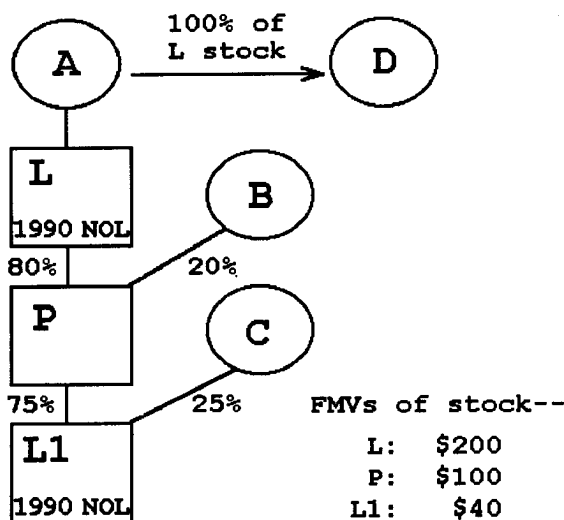 100% of
L stock
A
D
L
1990 NOL
B
80%
20%
P
C
75%
25%
FMVs of stock--
L1
L: $200
P: $100
1990 NOL
L1: $40